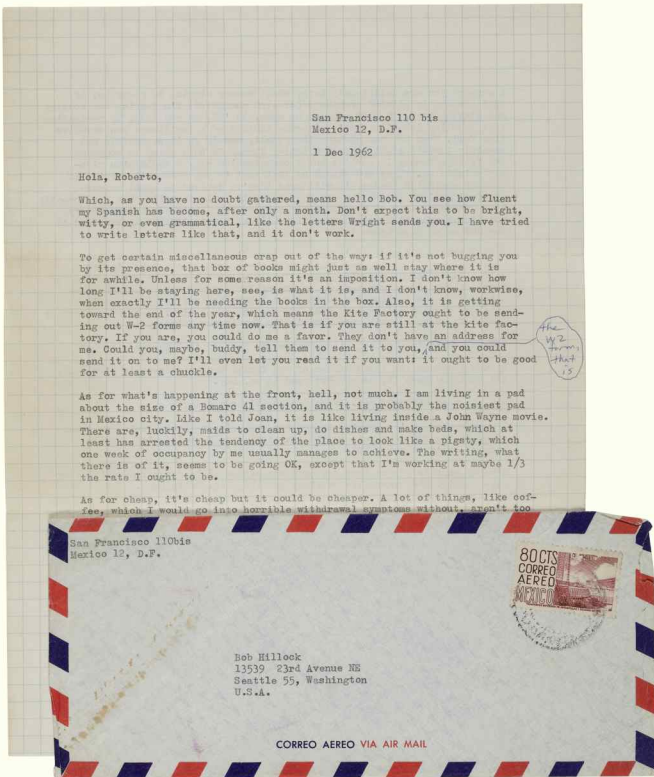 San Francisco 110 bis
Mexico 12, D.F.
1 Dec 1962
Hola, Roberto,
Which, as you have no doubt gathered, means hello Bob. You see how fluent
my Spanish has become, after only a month. Don't expect this to be bright,
witty, or even grammatical, like the letters Wright sends you. I have tried
to write letters like that, and it don't work.
To get certain miscellaneous crap out of the way: if it's not bugging you
by its presence, that box of books might just as well stay where it is
for awhile. Unless for some reason it's an imposition. I don't know how
long I'll be staying here, see, is what it is, and I don't know, workwise,
when exactly I'll be needing the books in the box. Also, it is getting
toward the end of the year, which means the Kite Factory ought to be send-
ing out W-2 forms any time now. That is if you are still at the kite fac-
tory. If you are, you could do me a favor. They don't have an address for
me. Could you, maybe, buddy, tell them to send it to you, and you could
send it on to me? I'll even let you read it if you want: it ought to be good
for at least a chuckle.
the
W2
form,
that
is
As for what's happening at the front, hell, not much. I am living in a pad
about the size of a Bomarc 41 section, and it is probably the noisiest pad
in Mexico city. Like I told Joan, it is like living inside a John Wayne movie.
There are, luckily, maids to clean up, do dishes and make beds, which at
least has arrested the tendency of the place to look like a pigsty, which
one week of occupancy by me usually manages to achieve. The writing, what
there is of it, seems to be going OK, except that I'm working at maybe 1/3
the rate I ought to be.
As for cheap, it's cheap but it could be cheaper. A lot of things, like cof-
fee, which I would go into horrible withdrawal symptoms without, aren't too
San Francisco 110bis
Mexico 12, D.F.
80 CTS
CORREO
AEREO
MEXICO
Bob Hillock
13539 23rd Avenue NE
Seattle 55, Washington
U.S.A.
CORREO AEREO VIA AIR MAIL